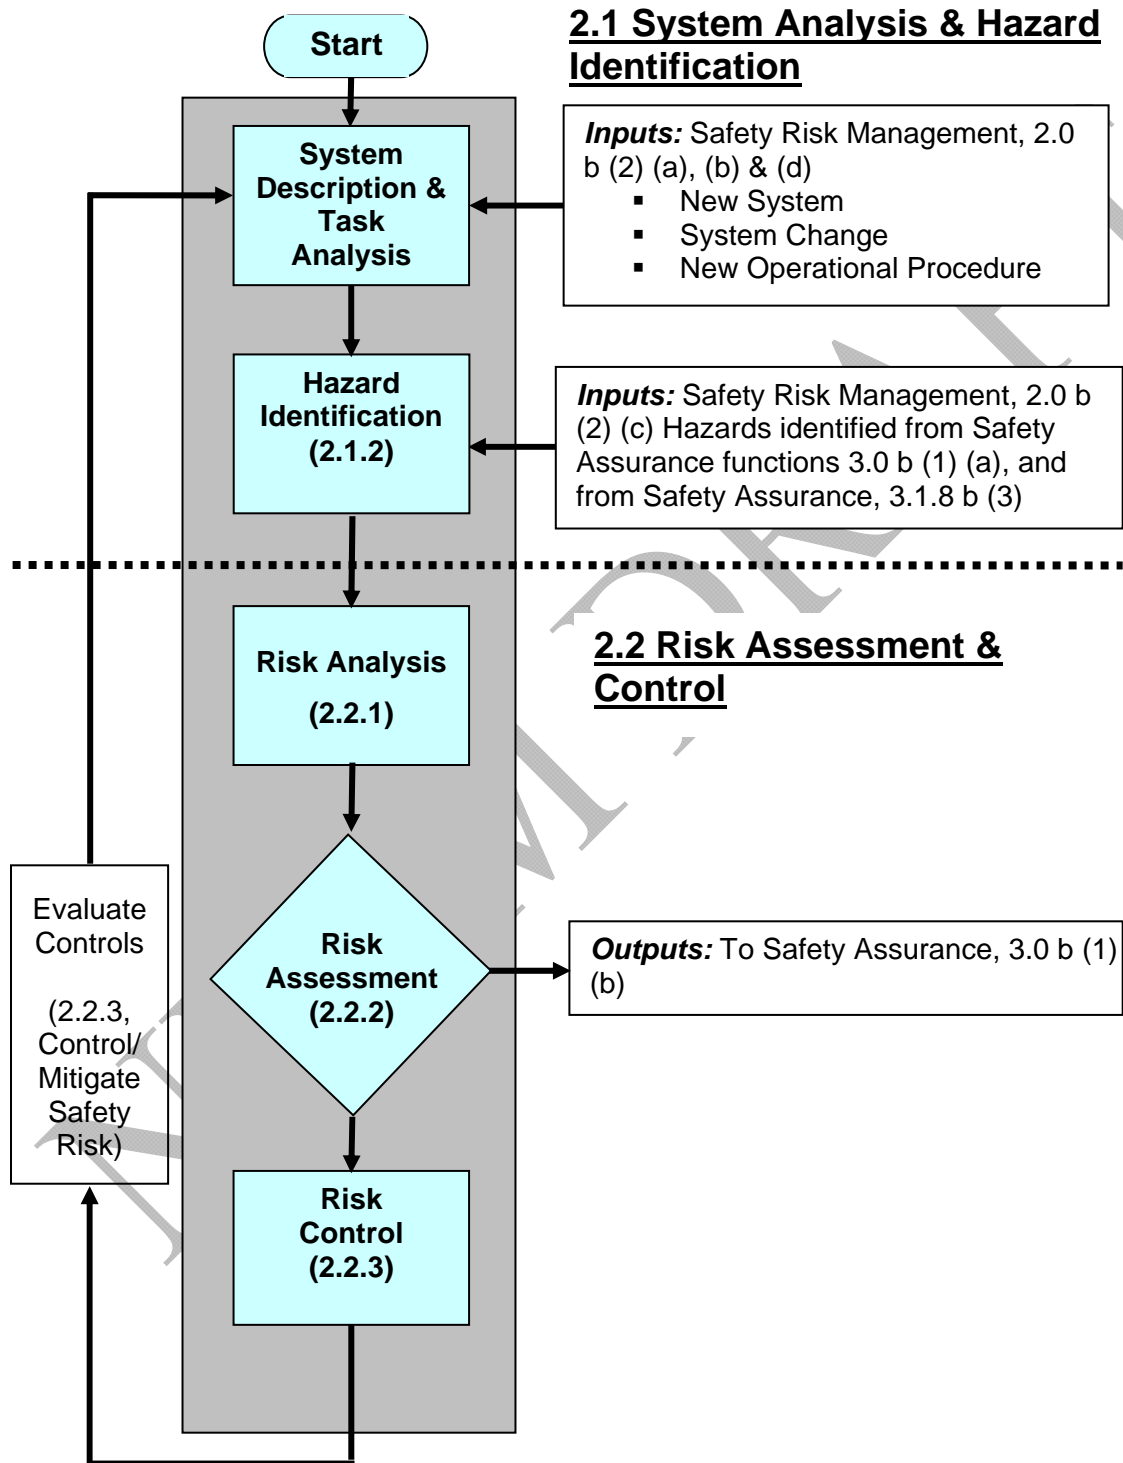 Start
2.1 System Analysis & Hazard
Identification
System
Description &
Task
Analysis
Inputs: Safety Risk Management, 2.0
b (2) (a), (b) & (d)
▪ New System
▪ System Change
▪ New Operational Procedure
Hazard
Identification
(2.1.2)
Inputs: Safety Risk Management, 2.0 b
(2) (c) Hazards identified from Safety
Assurance functions 3.0 b (1) (a), and
from Safety Assurance, 3.1.8 b (3)
Risk Analysis
(2.2.1)
2.2 Risk Assessment &
Control
Evaluate
Controls
(2.2.3,
Control/
Mitigate
Safety
Risk)
Risk
Assessment
(2.2.2)
Outputs: To Safety Assurance, 3.0 b (1)
(b)
Risk
Control
(2.2.3)